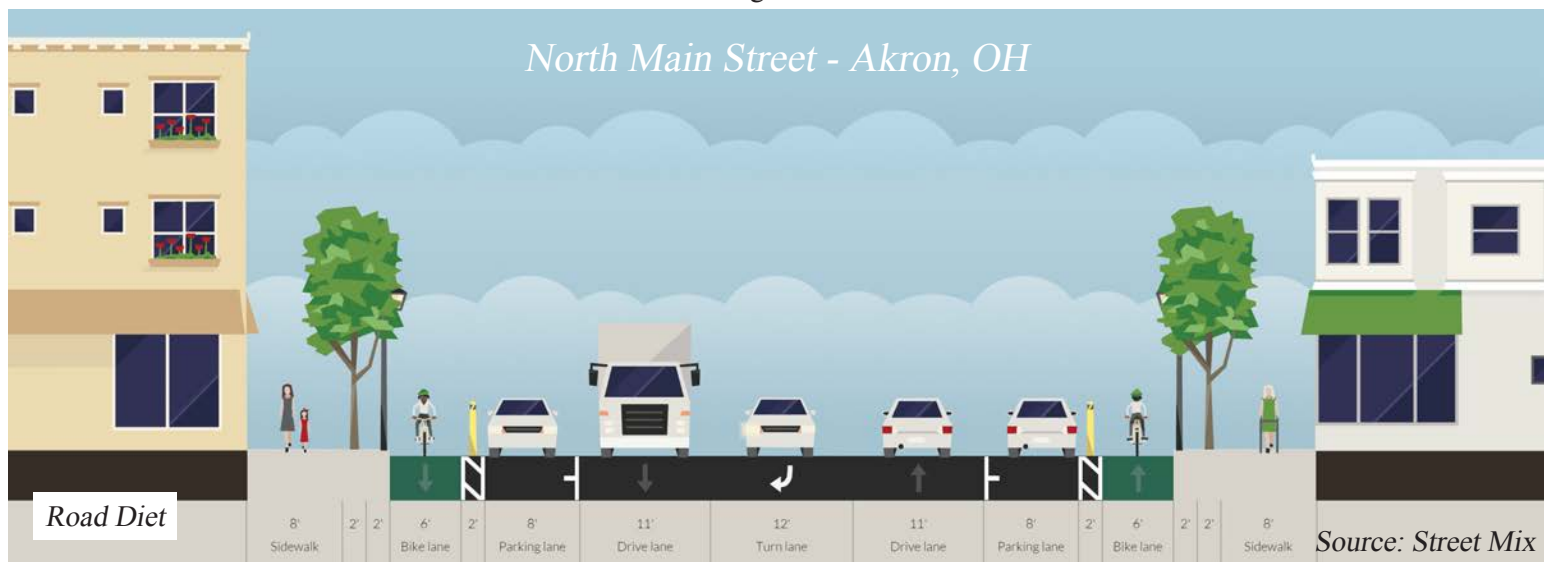 North Main Street - Akron, OH
Road Diet
8' 2' 2' 6' 2' 8' 11' 12' 11' 8' 2' 6' 2' 2' 8'
Sidewalk Bike lane Parking lane Drive lane Turn lane Drive lane Parking lane Bike lane Sidewalk
Source: Street Mix